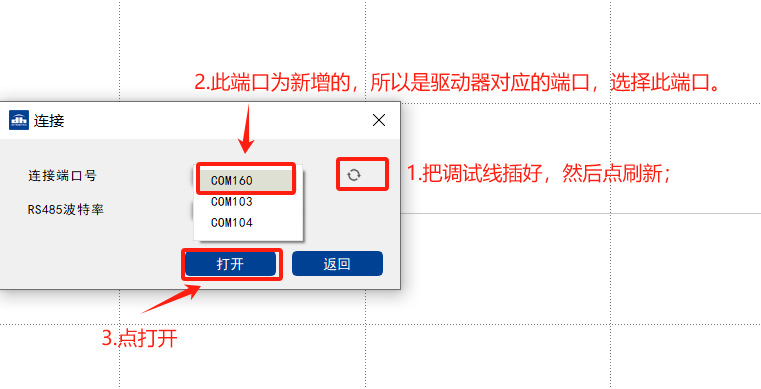 2.此端口为新增的，所以是驱动器对应的端口，选择此端口。
连接
连接端口号
COM160
1.把调试线插好，然后点刷新；
RS485波特率
COM103
COM104
打开
返回
3.点打开